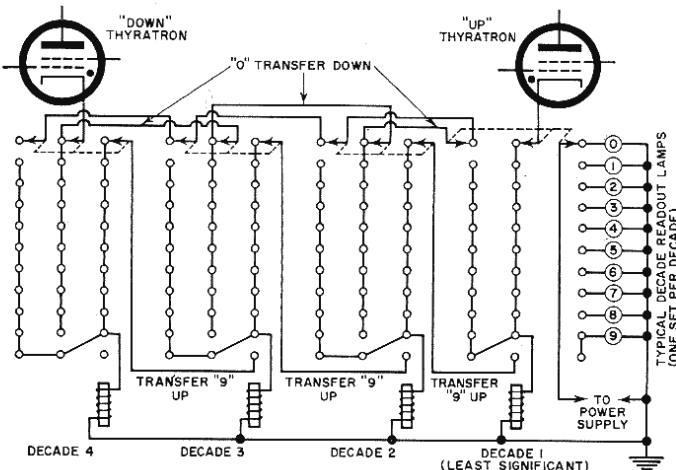 "DOWN"
THYRATRON
"UP"
THYRATRON
"O" TRANSFER DOWN
0
1
2
3
4
5
6
7
8
9
TYPICAL DECADE READOUT LAMPS
(ONE SET PER DECADE)
TRANSFER "9"
UP
TRANSFER "9"
UP
TRANSFER
"9" UP
TO
POWER
SUPPLY
DECADE 4
DECADE 3
DECADE 2
DECADE 1
(LEAST SIGNIFICANT)